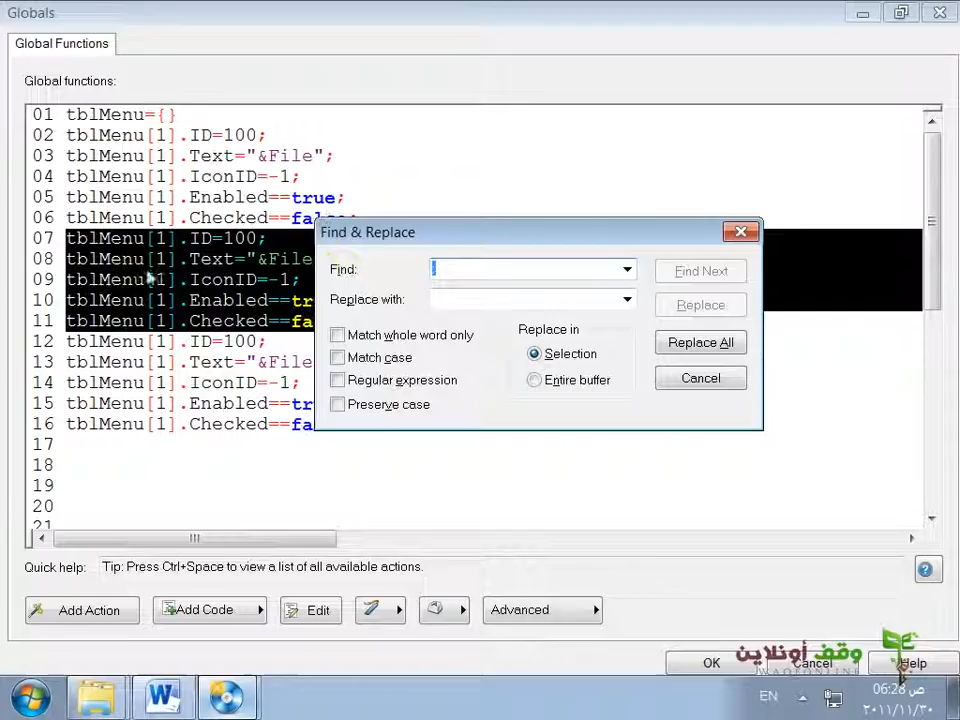 Globals
Global Functions
Global functions:
01 tblMenu={}
02 tblMenu[1].ID=100;
03 tblMenu[1].Text="&File";
04 tblMenu[1].IconID=-1;
05 tblMenu[1].Enabled==true;
06 tblMenu[1].Checked==false;
07 tblMenu[1].ID=100;
08 tblMenu[1].Text="&File
09 tblMenu[1].IconID=-1;
10 tblMenu[1].Enabled==tr
11 tblMenu[1].Checked==fa
12 tblMenu[1].ID=100;
13 tblMenu[1].Text="&File
14 tblMenu[1].IconID=-1;
15 tblMenu[1].Enabled==tr
16 tblMenu[1].Checked==fa
17
18
19
20
21
Find & Replace
Find:
Replace with:
Match whole word only
Match case
Regular expression
Preserve case
Replace in
Selection
Entire buffer
Find Next
Replace
Replace All
Cancel
Quick help: Tip: Press Ctrl+Space to view a list of all available actions.
Add Action Add Code Edit Advanced
OK Cancel Help
وقف أونلاين
WAQFONLINE
EN
06:28 ص
٢٠١١/١١/٣٠